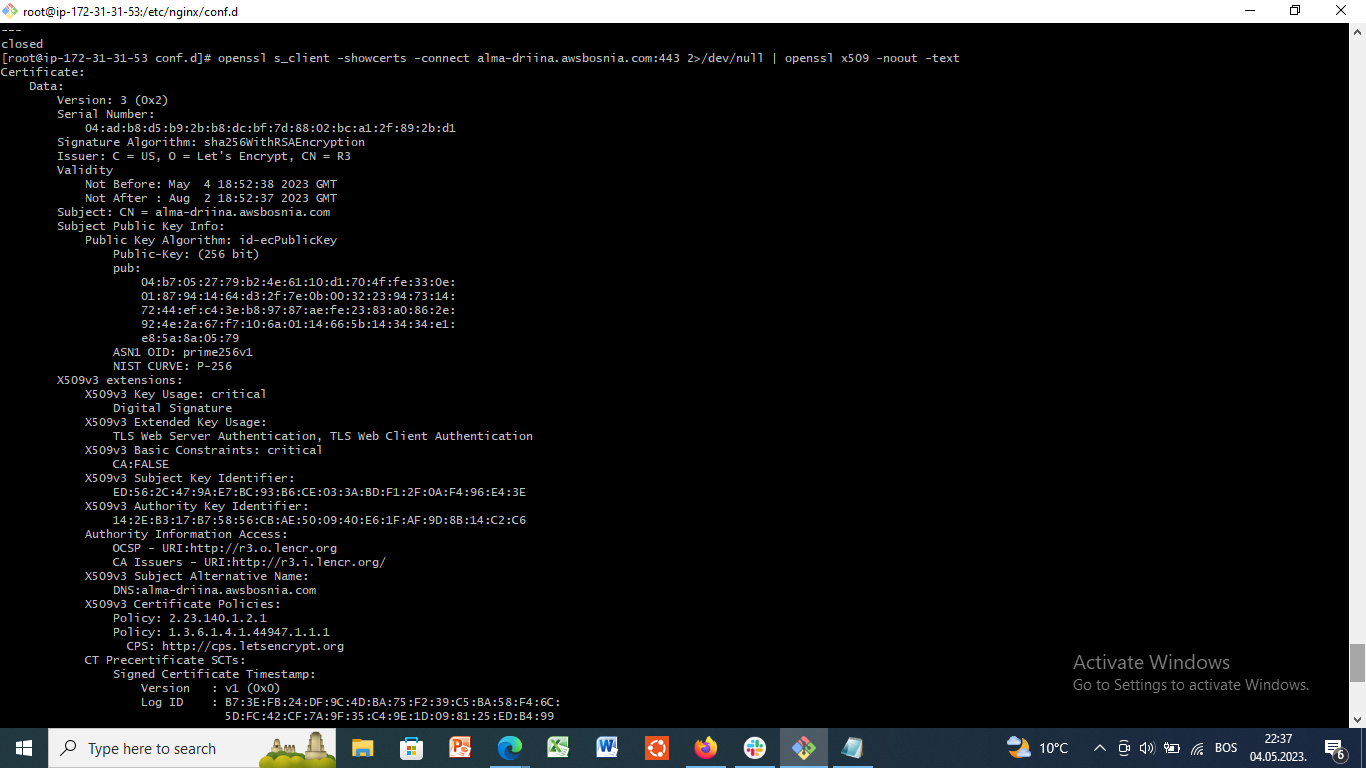 root@ip-172-31-31-53:/etc/nginx/conf.d
---
closed
[root@ip-172-31-31-53 conf.d]# openssl s_client -showcerts -connect alma-driina.awsbosnia.com:443 2>/dev/null | openssl x509 -noout -text
Certificate:
    Data:
        Version: 3 (0x2)
        Serial Number:
            04:ad:b8:d5:b9:2b:b8:dc:bf:7d:88:02:bc:a1:2f:89:2b:d1
        Signature Algorithm: sha256WithRSAEncryption
        Issuer: C = US, O = Let's Encrypt, CN = R3
        Validity
            Not Before: May  4 18:52:38 2023 GMT
            Not After : Aug  2 18:52:37 2023 GMT
        Subject: CN = alma-driina.awsbosnia.com
        Subject Public Key Info:
            Public Key Algorithm: id-ecPublicKey
                Public-Key: (256 bit)
                pub:
                    04:b7:05:27:79:b2:4e:61:10:d1:70:4f:fe:33:0e:
                    01:87:94:14:64:d3:2f:7e:0b:00:32:23:94:73:14:
                    72:44:ef:c4:3e:b8:97:87:ae:fe:23:83:a0:86:2e:
                    92:4e:2a:67:f7:10:6a:01:14:66:5b:14:34:34:e1:
                    e8:5a:8a:05:79
                ASN1 OID: prime256v1
                NIST CURVE: P-256
        X509v3 extensions:
            X509v3 Key Usage: critical
                Digital Signature
            X509v3 Extended Key Usage:
                TLS Web Server Authentication, TLS Web Client Authentication
            X509v3 Basic Constraints: critical
                CA:FALSE
            X509v3 Subject Key Identifier:
                ED:56:2C:47:9A:E7:BC:93:B6:CE:03:3A:BD:F1:2F:0A:F4:96:E4:3E
            X509v3 Authority Key Identifier:
                14:2E:B3:17:B7:58:56:CB:AE:50:09:40:E6:1F:AF:9D:8B:14:C2:C6
            Authority Information Access:
                OCSP - URI:http://r3.o.lencr.org
                CA Issuers - URI:http://r3.i.lencr.org/
            X509v3 Subject Alternative Name:
                DNS:alma-driina.awsbosnia.com
            X509v3 Certificate Policies:
                Policy: 2.23.140.1.2.1
                Policy: 1.3.6.1.4.1.44947.1.1.1
                  CPS: http://cps.letsencrypt.org
            CT Precertificate SCTs:
                Signed Certificate Timestamp:
                    Version   : v1 (0x0)
                    Log ID    : B7:3E:FB:24:DF:9C:4D:BA:75:F2:39:C5:BA:58:F4:6C:
                                5D:FC:42:CF:7A:9F:35:C4:9E:1D:09:81:25:ED:B4:99
Activate Windows
Go to Settings to activate Windows.
Type here to search
10°C
BOS
22:37
04.05.2023.
6